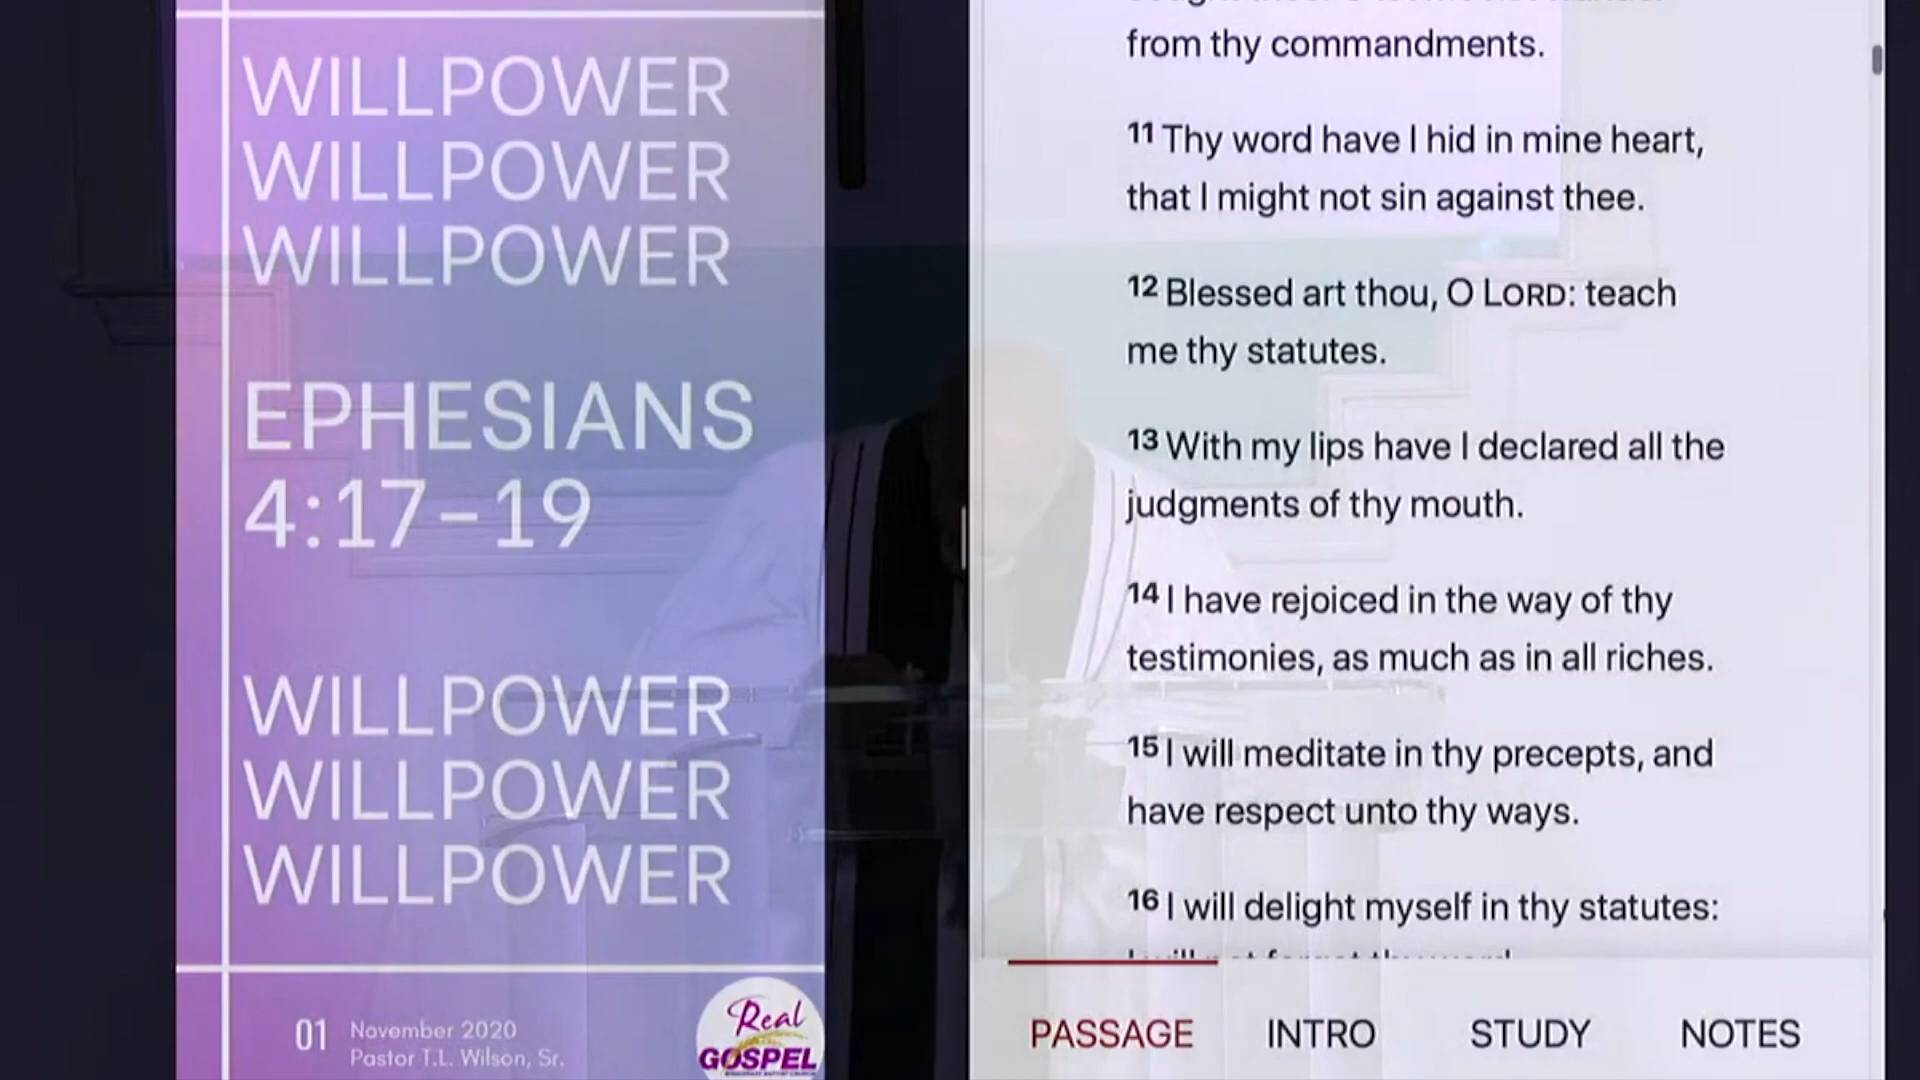 WILLPOWER
WILLPOWER
WILLPOWER
EPHESIANS
4:17-19
WILLPOWER
WILLPOWER
WILLPOWER
01
November 2020
Pastor T.L. Wilson, Sr.
Real
GOSPEL
from thy commandments.
11 Thy word have I hid in mine heart,
that I might not sin against thee.
12 Blessed art thou, O LORD: teach
me thy statutes.
13 With my lips have I declared all the
judgments of thy mouth.
14 I have rejoiced in the way of thy
testimonies, as much as in all riches.
15 I will meditate in thy precepts, and
have respect unto thy ways.
16 I will delight myself in thy statutes:
PASSAGE
INTRO
STUDY
NOTES